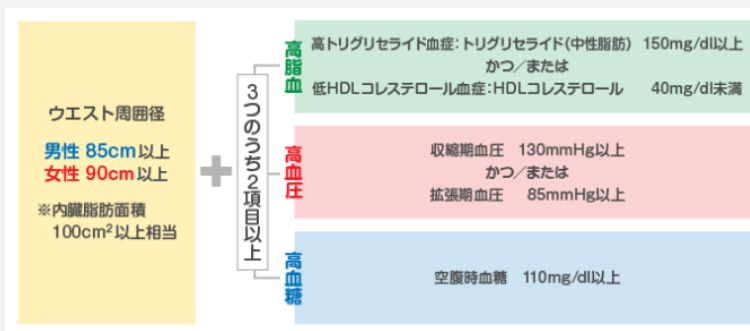 ウエスト周囲径
男性 85cm以上
女性 90cm以上
※内臓脂肪面積
100cm²以上相当
+
3つのうち2項目以上
高脂血
高トリグリセライド血症:トリグリセライド(中性脂肪) 150mg/dl以上
かつ/または
低HDLコレステロール血症:HDLコレステロール 40mg/dl未満
高血圧
収縮期血圧 130mmHg以上
かつ/または
拡張期血圧 85mmHg以上
高血糖
空腹時血糖 110mg/dl以上